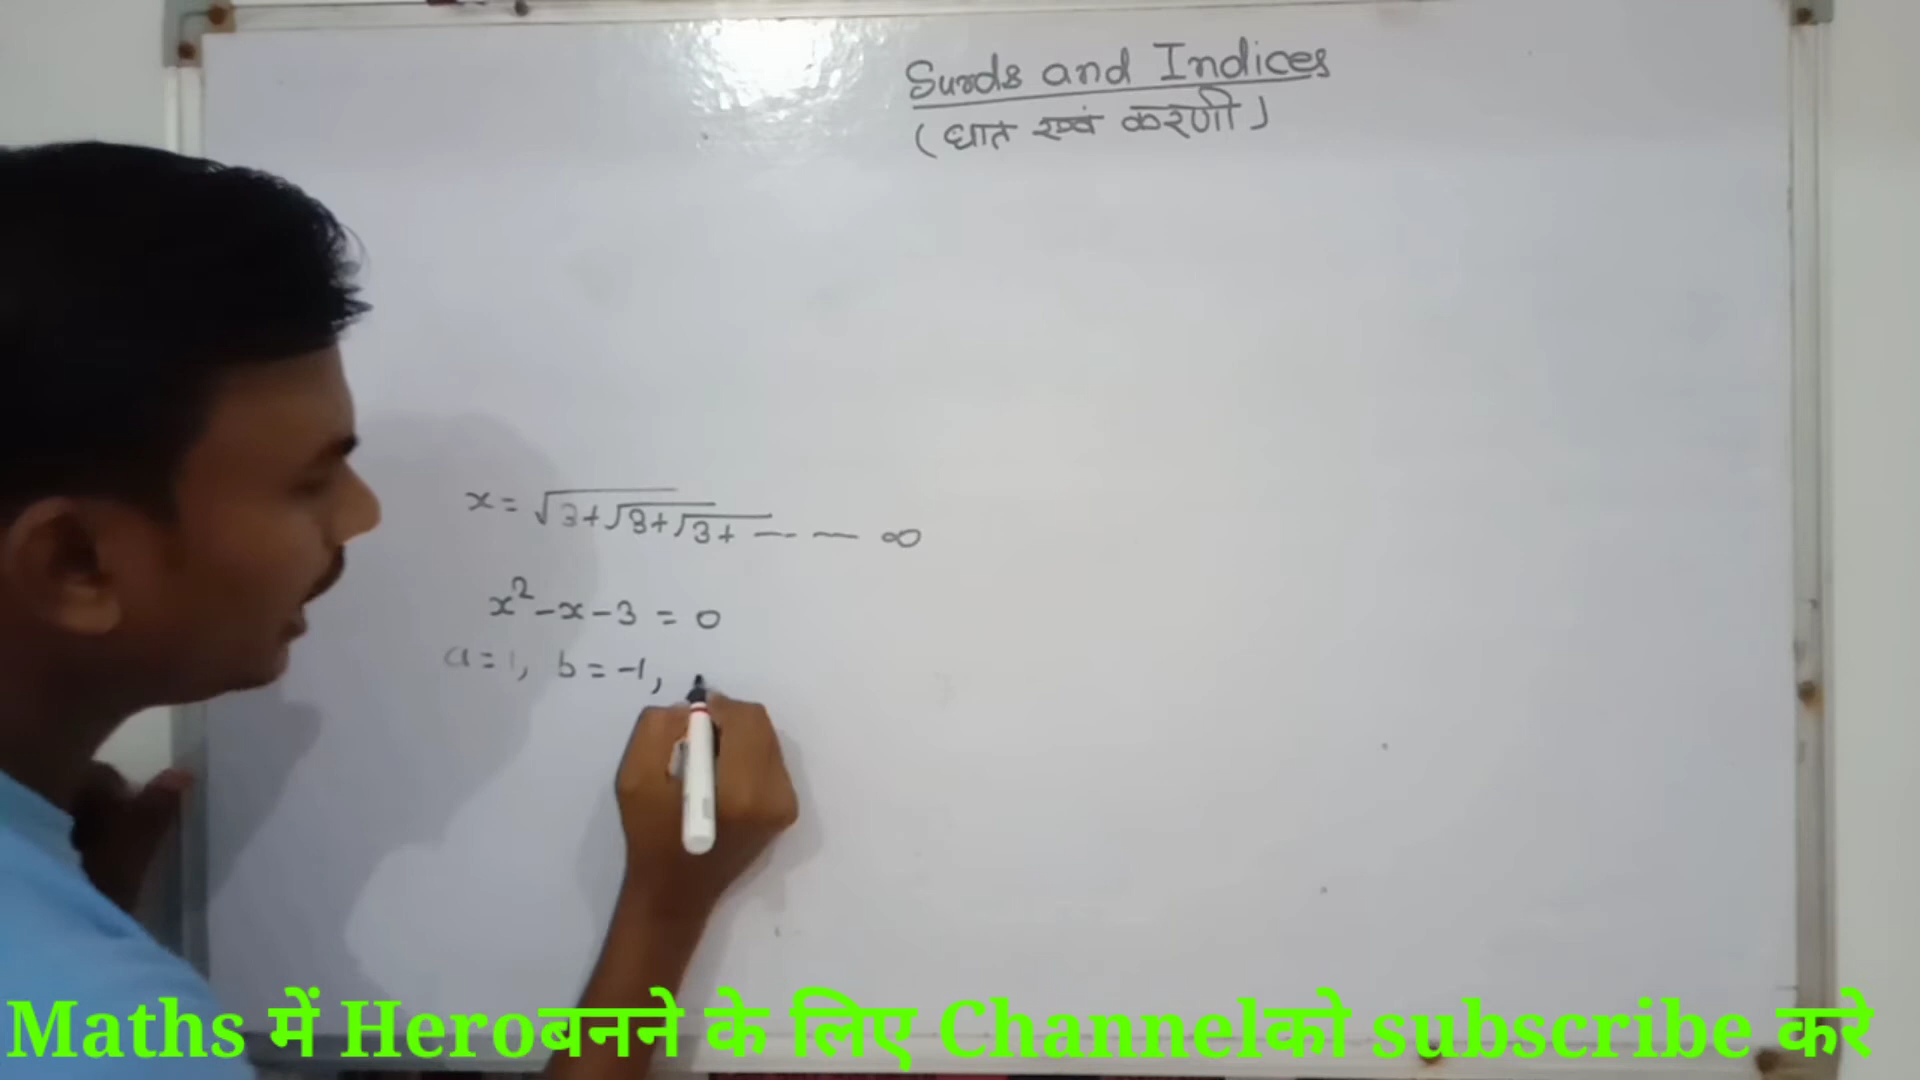 Surds and Indices
(घात एवं करणी)
x = √3+√3+√3+ -- -- ∞
x² - x - 3 = 0
a = 1, b = -1,
Maths में Heroबनने के लिए Channelको subscribe करे